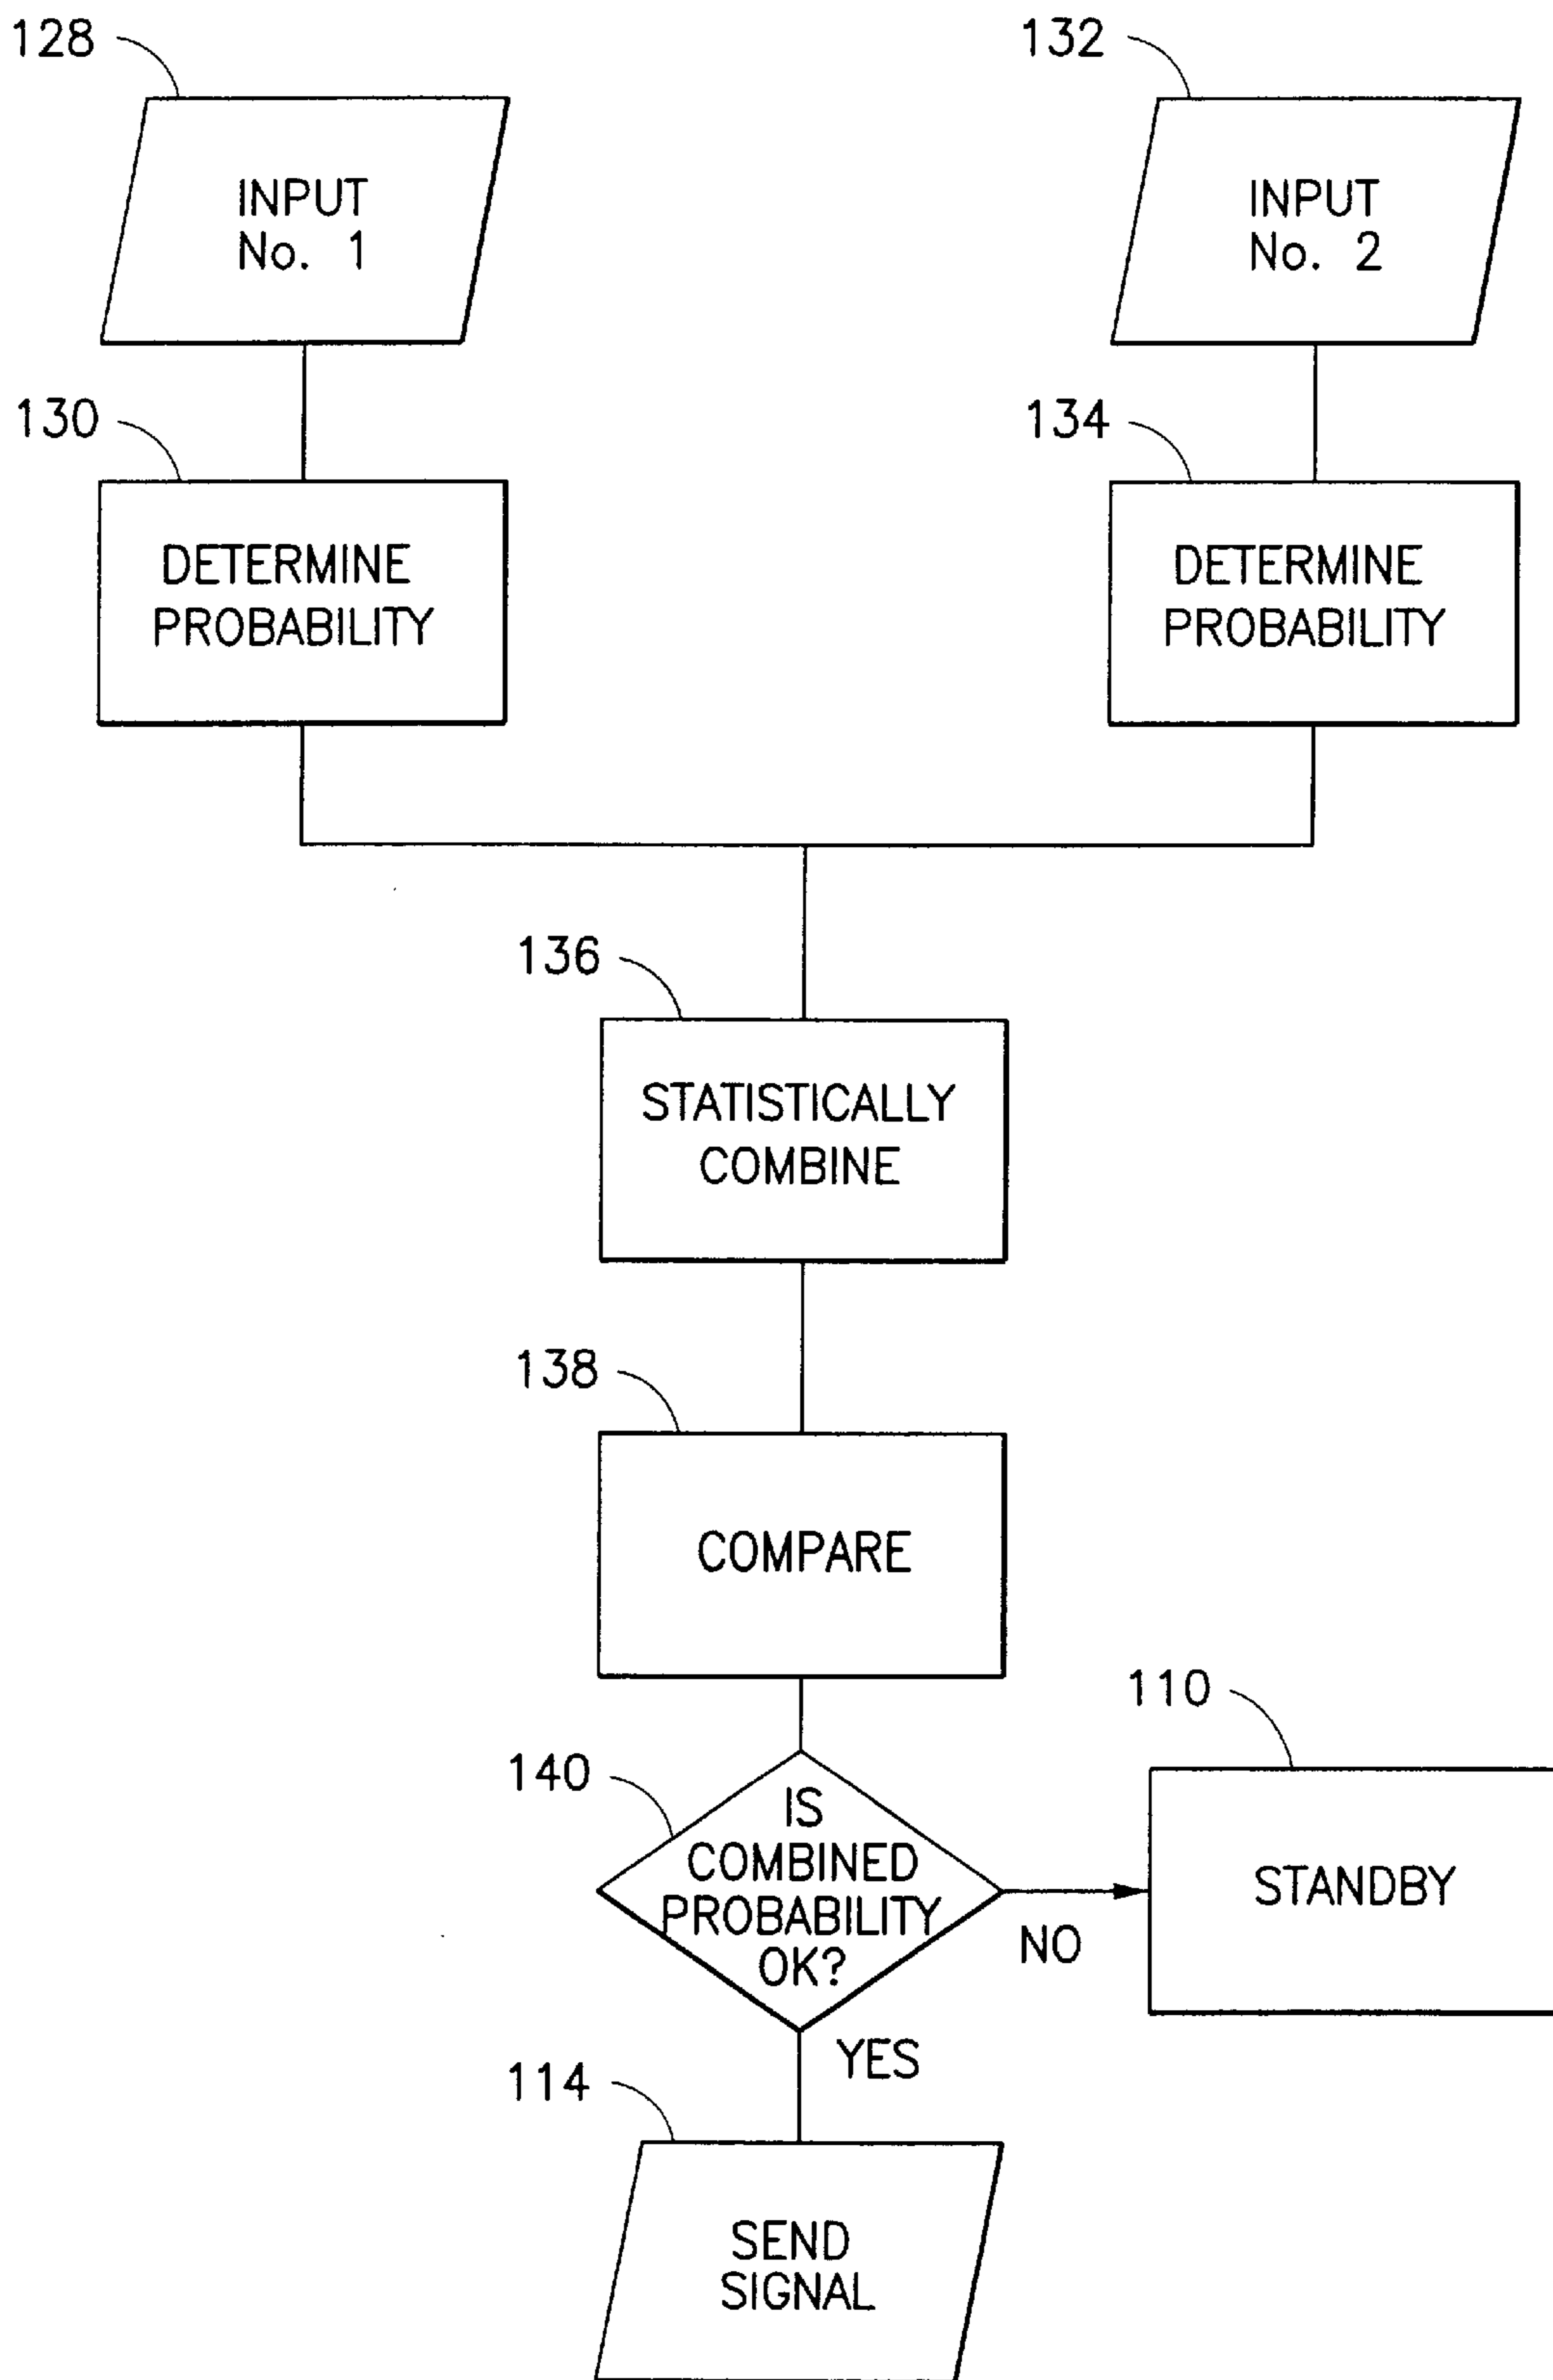 128
132
INPUT
No. 1
INPUT
No. 2
130
134
DETERMINE
PROBABILITY
DETERMINE
PROBABILITY
136
STATISTICALLY
COMBINE
138
COMPARE
110
140
IS
COMBINED
PROBABILITY
OK?
STANDBY
NO
YES
114
SEND
SIGNAL